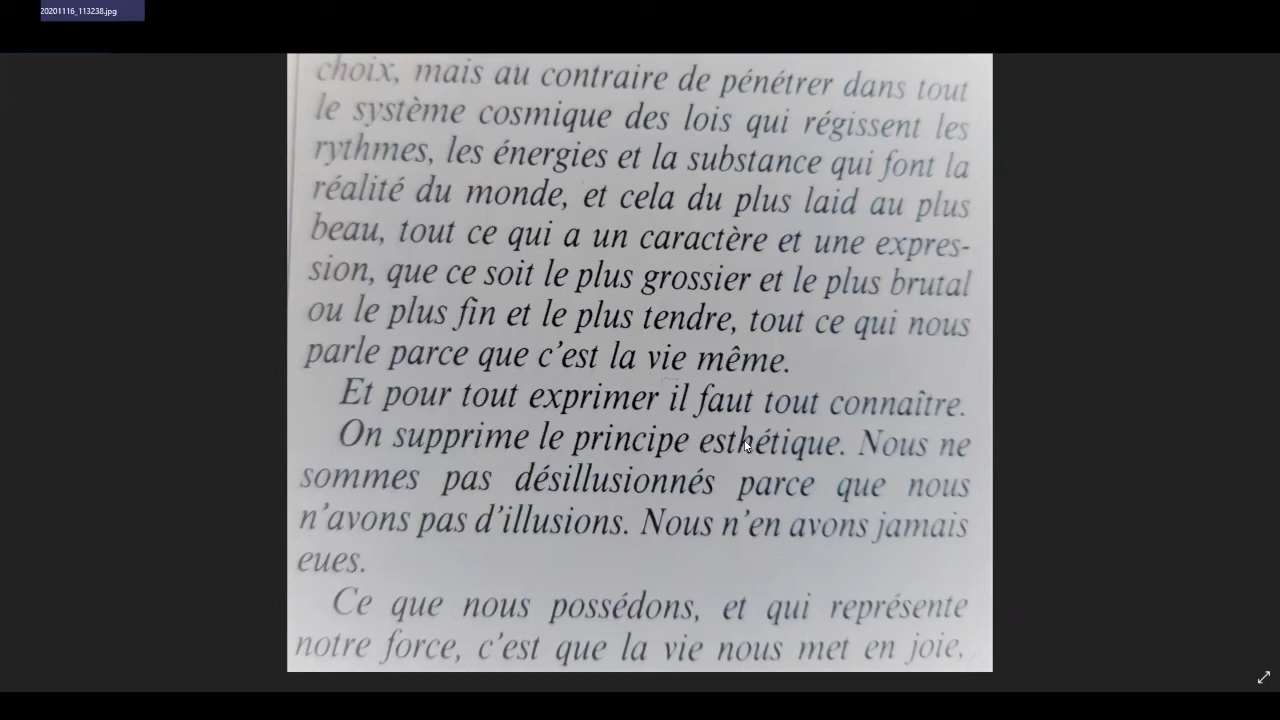 20201116_113238.jpg
choix, mais au contraire de pénétrer dans tout
le système cosmique des lois qui régissent les
rythmes, les énergies et la substance qui font la
réalité du monde, et cela du plus laid au plus
beau, tout ce qui a un caractère et une expres-
sion, que ce soit le plus grossier et le plus brutal
ou le plus fin et le plus tendre, tout ce qui nous
parle parce que c'est la vie même.
Et pour tout exprimer il faut tout connaître.
On supprime le principe esthétique. Nous ne
sommes pas désillusionnés parce que nous
n'avons pas d'illusions. Nous n'en avons jamais
eues.
Ce que nous possédons, et qui représente
notre force, c'est que la vie nous met en joie,